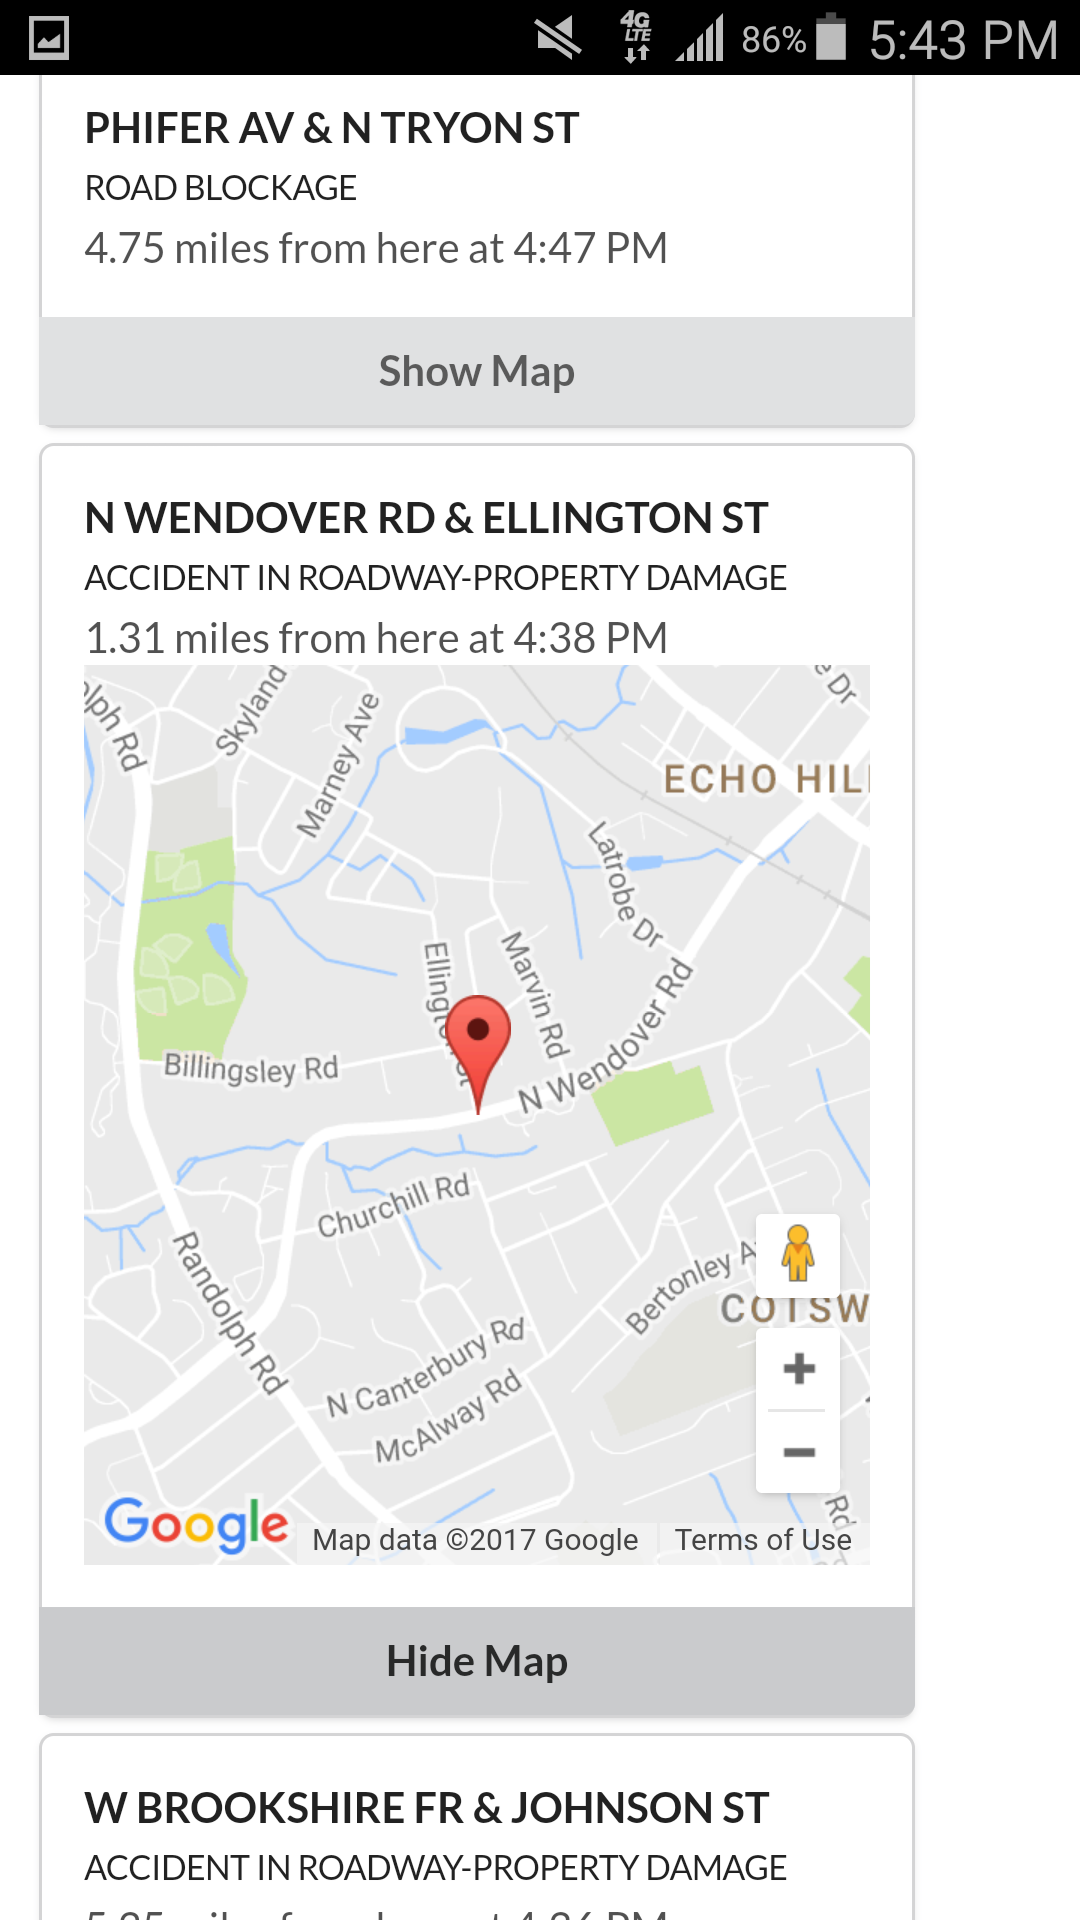 4G LTE 86% 5:43 PM
PHIFER AV & N TRYON ST
ROAD BLOCKAGE
4.75 miles from here at 4:47 PM
Show Map
N WENDOVER RD & ELLINGTON ST
ACCIDENT IN ROADWAY-PROPERTY DAMAGE
1.31 miles from here at 4:38 PM
olph Rd
Skyland
Marney Ave
e Dr
ECHO HIL
Latrobe Dr
Ellington St
Marvin Rd
N Wendover Rd
Billingsley Rd
Churchill Rd
Randolph Rd
Bertonley A
COTSW
N Canterbury Rd
McAlway Rd
Rd
Google
Map data ©2017 Google
Terms of Use
Hide Map
W BROOKSHIRE FR & JOHNSON ST
ACCIDENT IN ROADWAY-PROPERTY DAMAGE